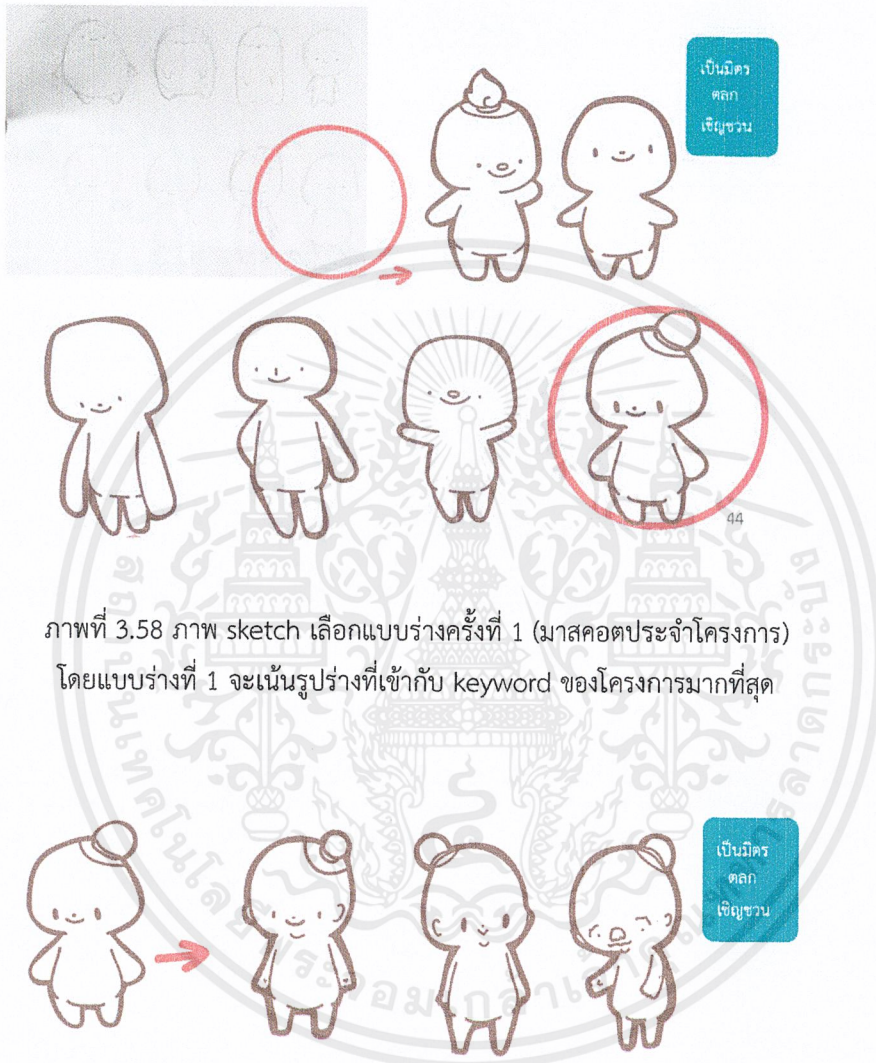 เป็นมิตร
ตลก
เชิญชวน
44
ภาพที่ 3.58 ภาพ sketch เลือกแบบร่างครั้งที่ 1 (มาสคอตประจำโครงการ)
โดยแบบร่างที่ 1 จะเน้นรูปร่างที่เข้ากับ keyword ของโครงการมากที่สุด
เป็นมิตร
ตลก
เชิญชวน